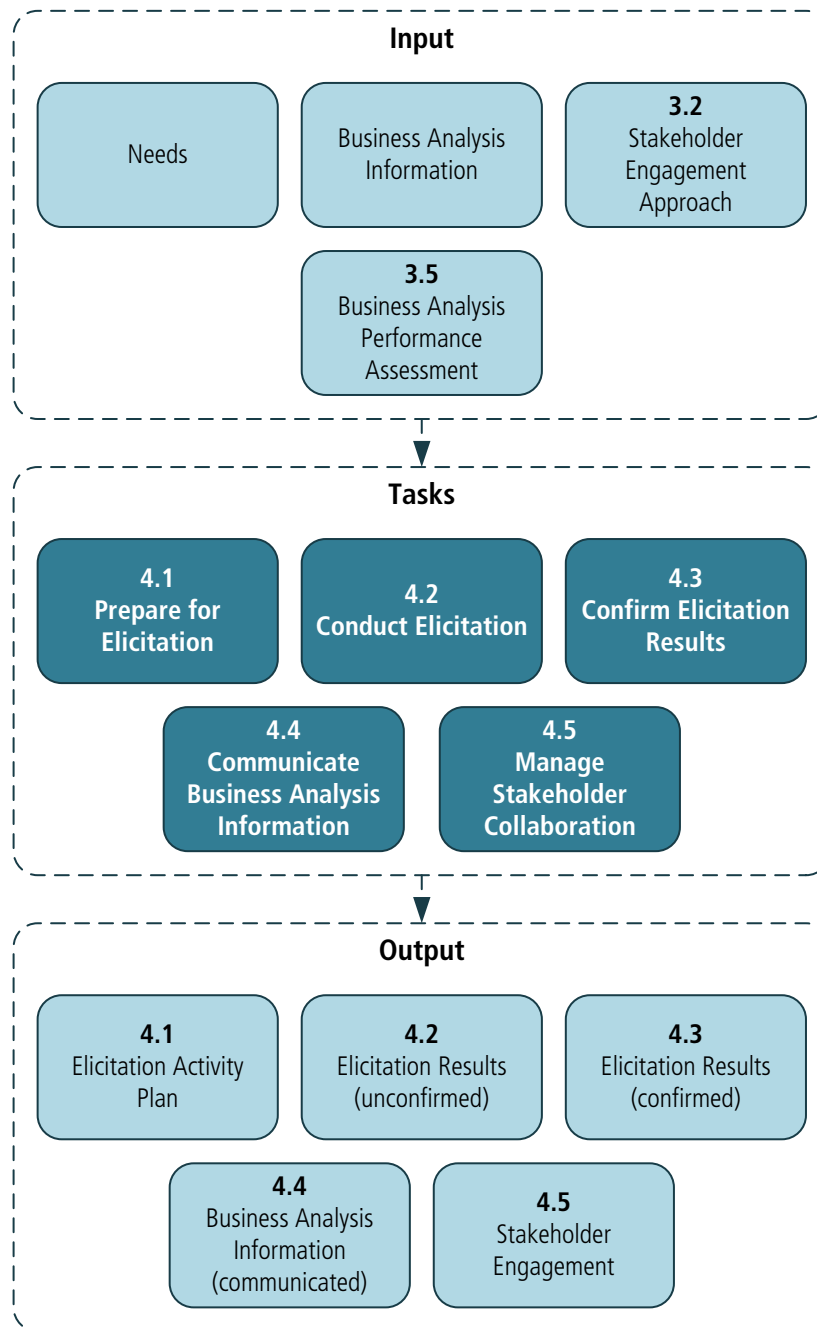 Input
Needs
Business Analysis
Information
3.2
Stakeholder
Engagement
Approach
3.5
Business Analysis
Performance
Assessment
Tasks
4.1
Prepare for
Elicitation
4.2
Conduct Elicitation
4.3
Confirm Elicitation
Results
4.4
Communicate
Business Analysis
Information
4.5
Manage
Stakeholder
Collaboration
Output
4.1
Elicitation Activity
Plan
4.2
Elicitation Results
(unconfirmed)
4.3
Elicitation Results
(confirmed)
4.4
Business Analysis
Information
(communicated)
4.5
Stakeholder
Engagement